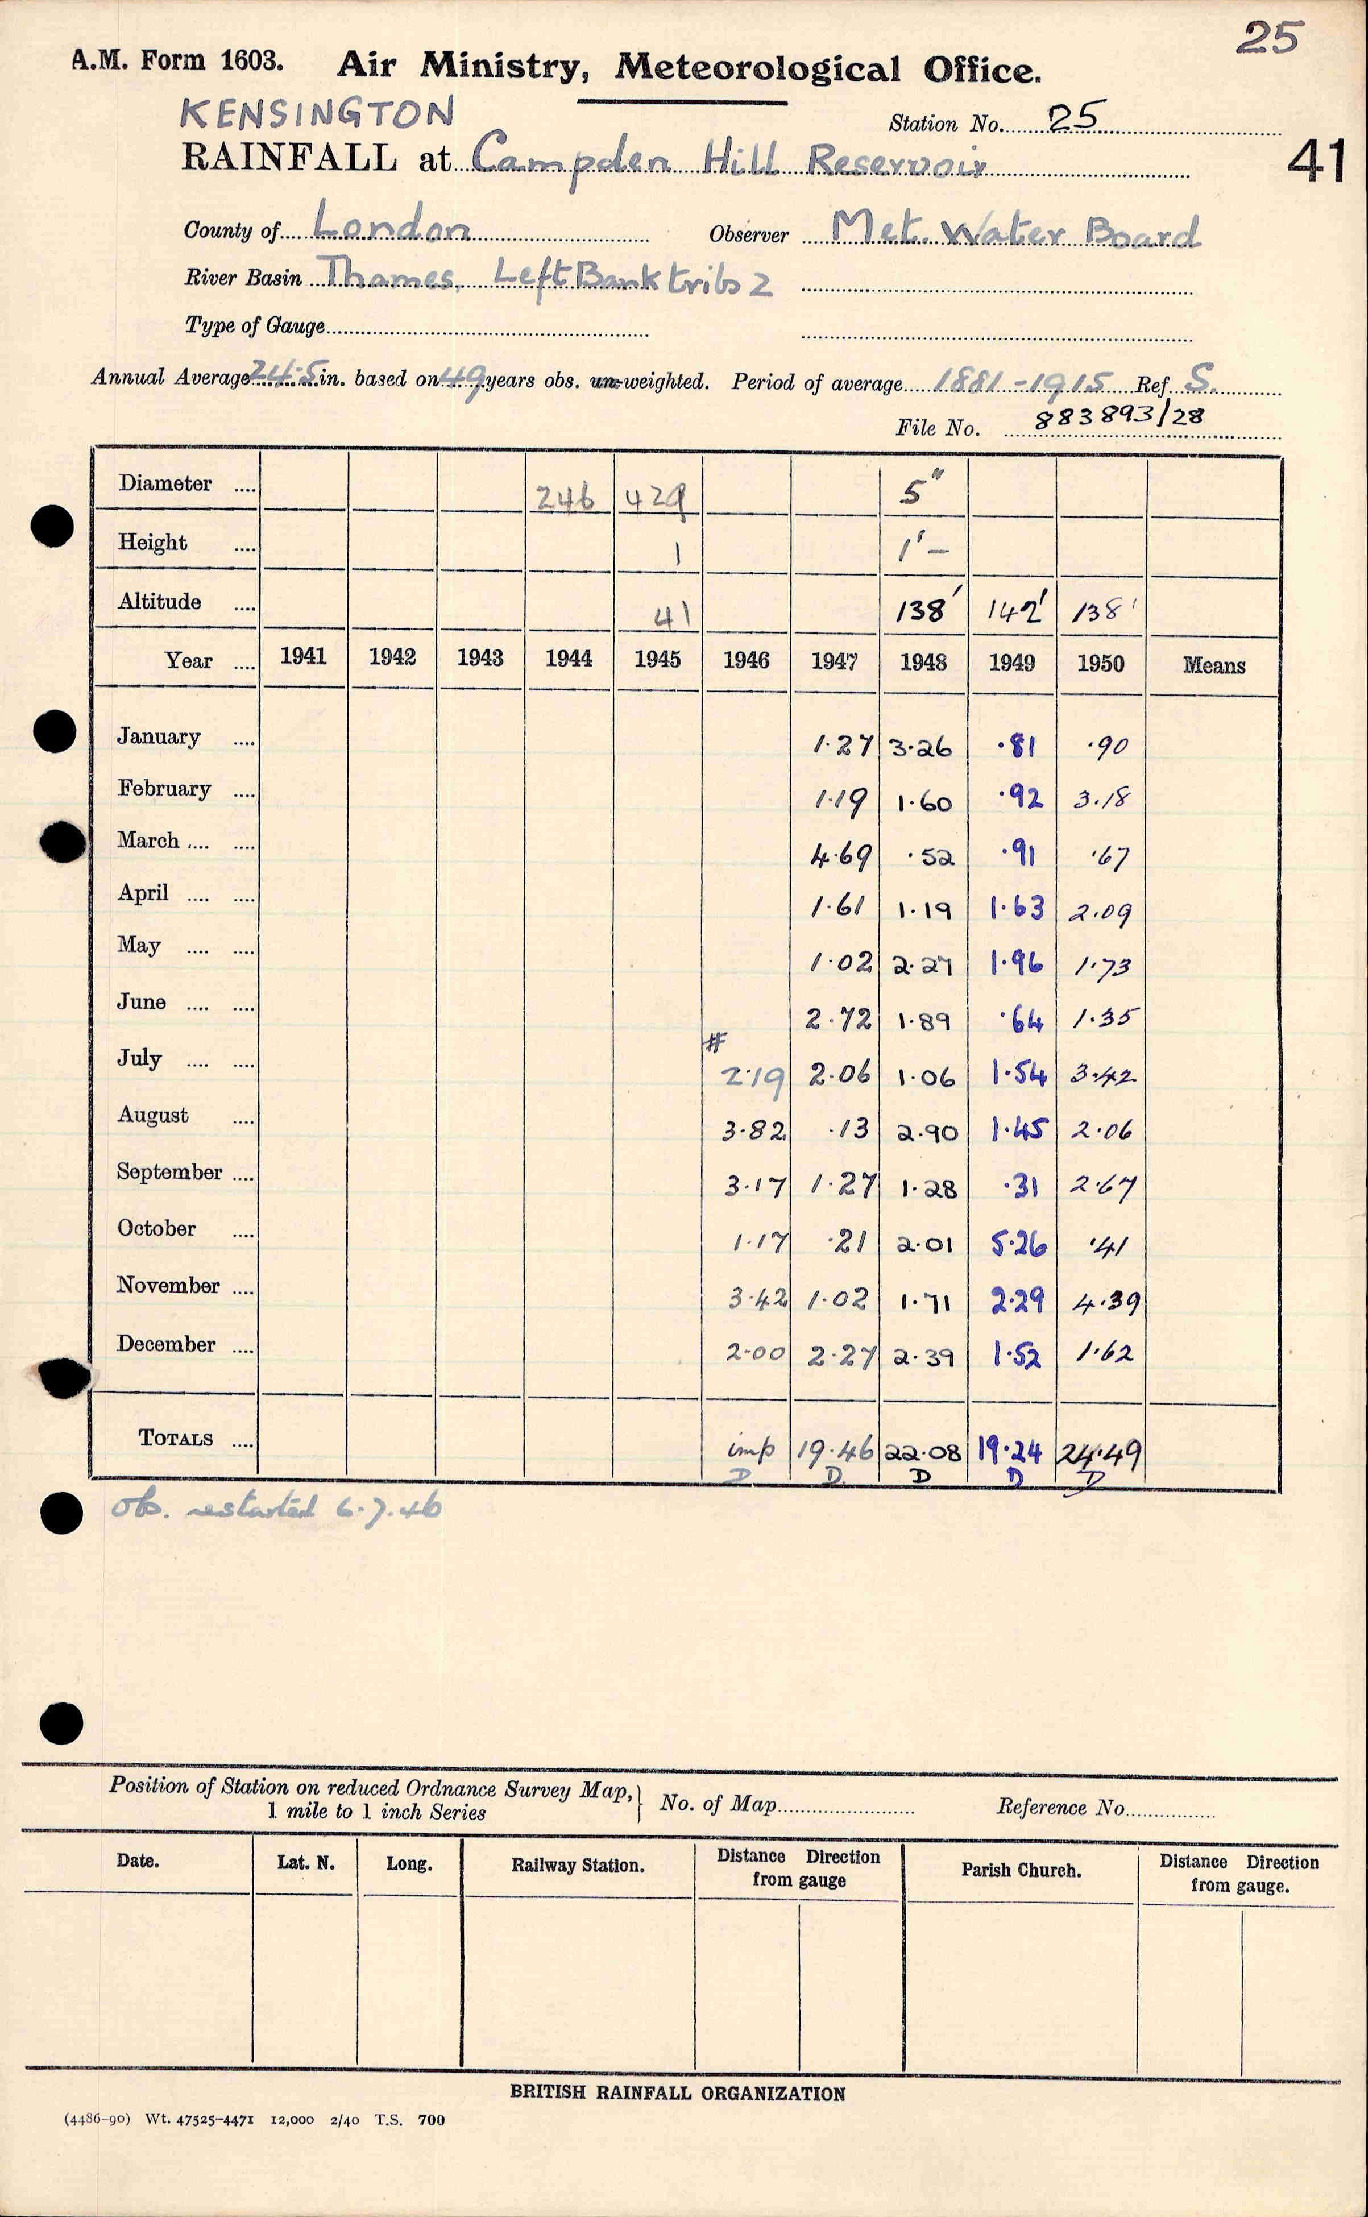 25
A.M. Form 1603. Air Ministry, Meteorological Office.
KENSINGTON
Station No. 25
RAINFALL at Campden Hill Reservoir
41
County of London Observer Met. Water Board
River Basin Thames. Left Bank tribs 2
Type of Gauge
Annual Average 24.5 in. based on 49 years obs. un-weighted. Period of average 1881-1915 Ref. S.
File No. 883893/28
Diameter .... 246 429 5"
Height .... 1 1'–
Altitude .... 41 138' 142' 138'
Year .... 1941 1942 1943 1944 1945 1946 1947 1948 1949 1950 Means
January .... 1.27 3.26 .81 .90
February .... 1.19 1.60 .92 3.18
March .... .... 4.69 .52 .91 .67
April .... .... 1.61 1.19 1.63 2.09
May .... .... 1.02 2.27 1.96 1.73
June .... .... 2.72 1.89 .64 1.35
#
July .... .... 2.19 2.06 1.06 1.54 3.42
August .... 3.82 .13 2.90 1.45 2.06
September .... 3.17 1.27 1.28 .31 2.67
October .... 1.17 .21 2.01 5.26 .41
November .... 3.42 1.02 1.71 2.29 4.39
December .... 2.00 2.27 2.39 1.52 1.62
TOTALS .... imp 19.46 22.08 19.24 24.49
D D D D D
Ob. restarted 6.7.46
Position of Station on reduced Ordnance Survey Map,} No. of Map Reference No.
1 mile to 1 inch Series
Date. Lat. N. Long. Railway Station. Distance Direction from gauge Parish Church. Distance Direction from gauge.
BRITISH RAINFALL ORGANIZATION
(4486-90) Wt. 47525-4471 12,000 2/40 T.S. 700